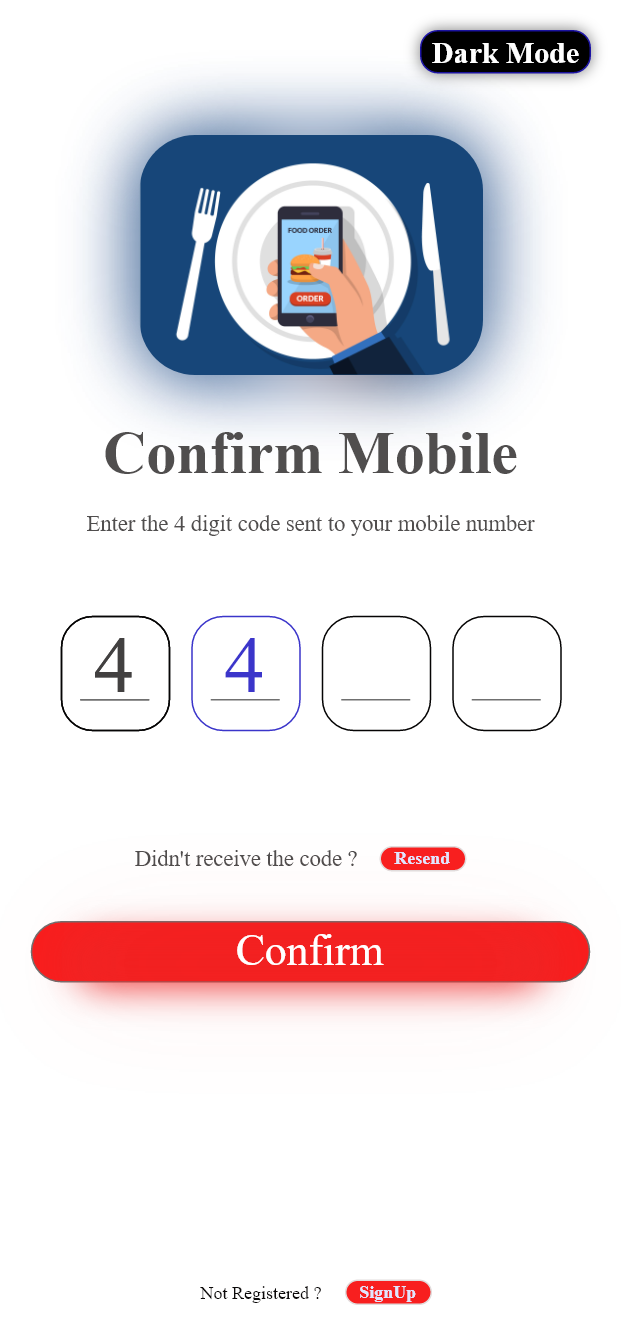 Dark Mode
FOOD ORDER
ORDER
Confirm Mobile
Enter the 4 digit code sent to your mobile number
4 4
Didn't receive the code ? Resend
Confirm
Not Registered ? SignUp